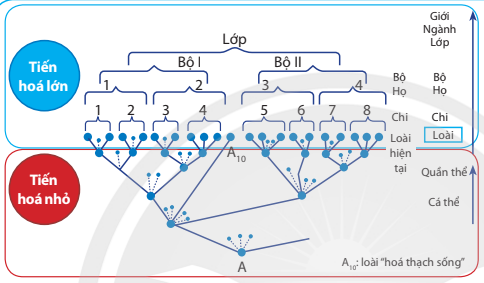 Giới
Ngành
Lớp
Lớp
Bộ I
Bộ II
Tiến
hoá lớn
1
2
3
4
Bộ
Họ
Bộ
Họ
1
2
3
4
5
6
7
8
Chi
Chi
A10
Loài
hiện
tại
Loài
Tiến
hoá nhỏ
Quần thể
Cá thể
A
A10: loài "hoá thạch sống"